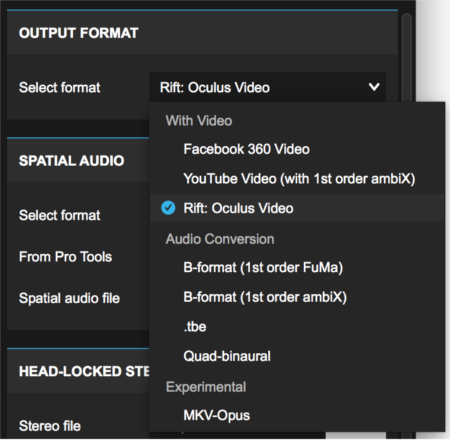 OUTPUT FORMAT
Select format Rift: Oculus Video
With Video
Facebook 360 Video
SPATIAL AUDIO
YouTube Video (with 1st order ambiX)
Select format
Rift: Oculus Video
Audio Conversion
From Pro Tools
B-format (1st order FuMa)
Spatial audio file
B-format (1st order ambiX)
.tbe
Quad-binaural
HEAD-LOCKED STE
Experimental
MKV-Opus
Stereo file